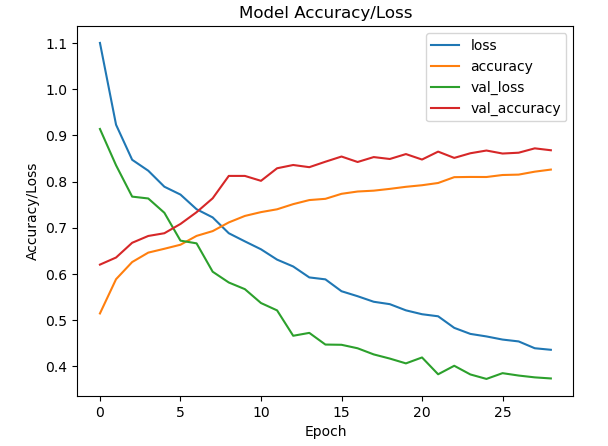 Model Accuracy/Loss
loss
accuracy
val_loss
val_accuracy
1.1
1.0
0.9
0.8
0.7
0.6
0.5
0.4
Accuracy/Loss
0 5 10 15 20 25
Epoch